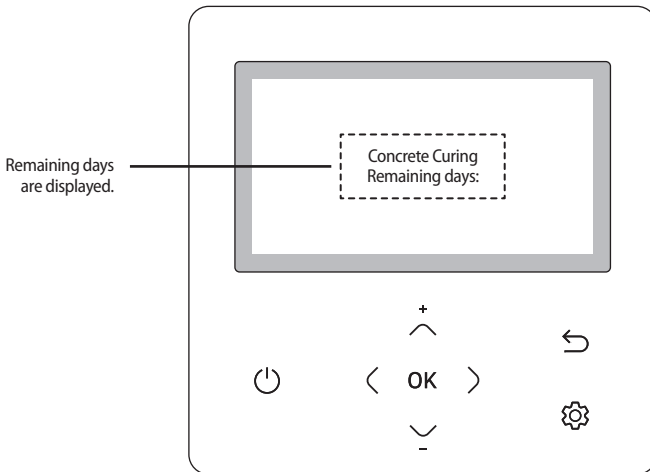 Remaining days
are displayed.
Concrete Curing
Remaining days:
+
OK
-